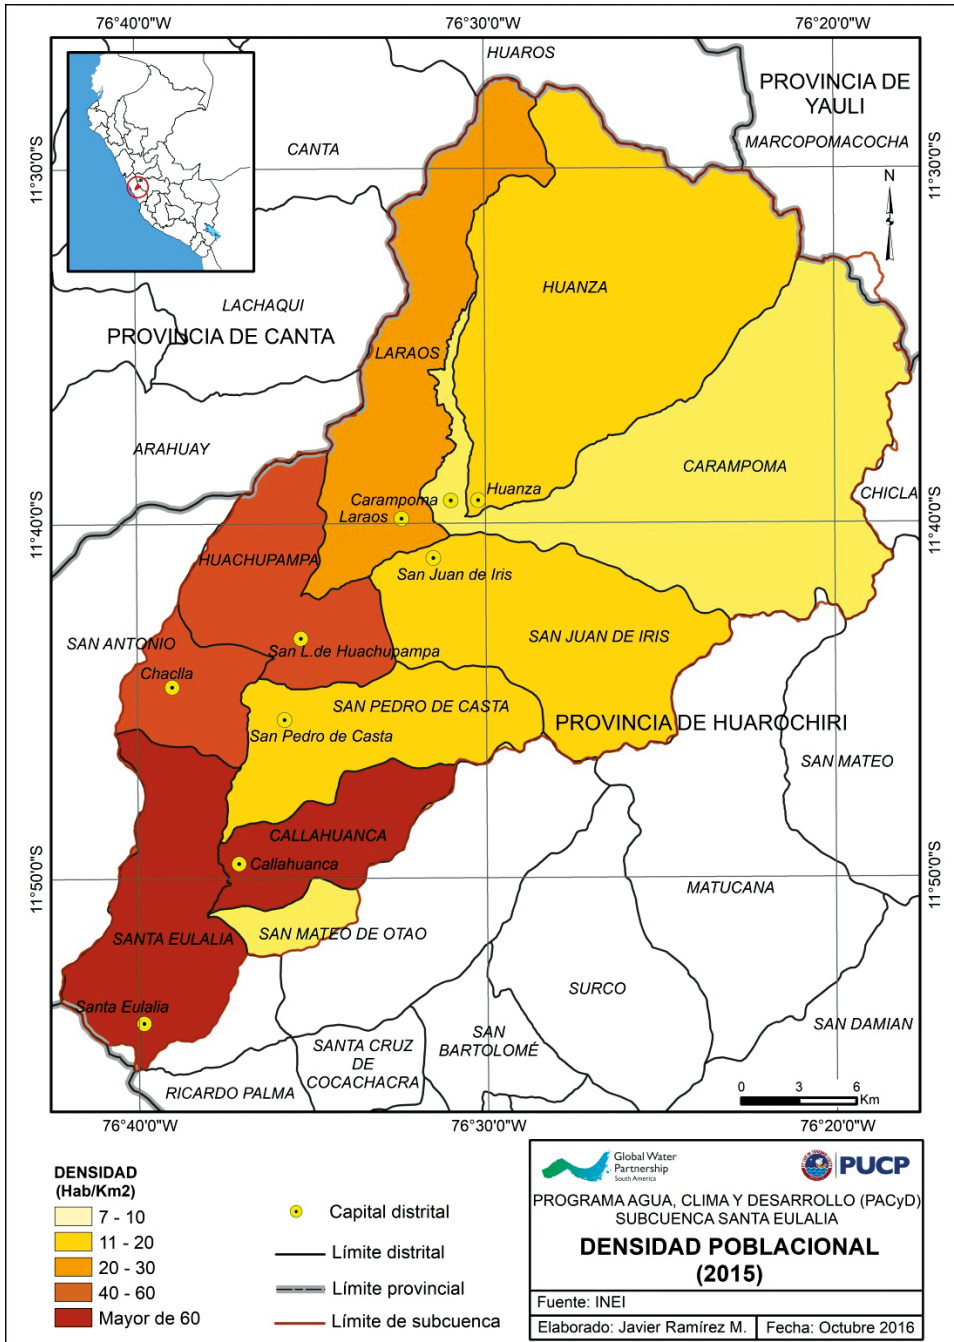 76°40'0"W
76°30'0"W
76°20'0"W
HUAROS
PROVINCIA DE
YAULI
MARCOPOMACOCHA
CANTA
11°30'0"S
11°30'0"S
N
HUANZA
LACHAQUI
PROVINCIA DE CANTA
LARAOS
ARAHUAY
CARAMPOMA
CHICLA
Carampoma
Huanza
Laraos
11°40'0"S
11°40'0"S
HUACHUPAMPA
San Juan de Iris
SAN ANTONIO
SAN JUAN DE IRIS
San L.de Huachupampa
Chaclla
SAN PEDRO DE CASTA
San Pedro de Casta
PROVINCIA DE HUAROCHIRI
SAN MATEO
CALLAHUANCA
Callahuanca
11°50'0"S
11°50'0"S
MATUCANA
SANTA EULALIA
SAN MATEO DE OTAO
SURCO
Santa Eulalia
SAN DAMIAN
SAN
BARTOLOMÉ
SANTA CRUZ
DE
COCACHACRA
RICARDO PALMA
0 3 6
Km
76°40'0"W
76°30'0"W
76°20'0"W
DENSIDAD
(Hab/Km2)
7 - 10
11 - 20
20 - 30
40 - 60
Mayor de 60
Capital distrital
Límite distrital
Límite provincial
Límite de subcuenca
Global Water
Partnership
South America
PUCP
PROGRAMA AGUA, CLIMA Y DESARROLLO (PACyD)
SUBCUENCA SANTA EULALIA
DENSIDAD POBLACIONAL
(2015)
Fuente: INEI
Elaborado: Javier Ramírez M.
Fecha: Octubre 2016